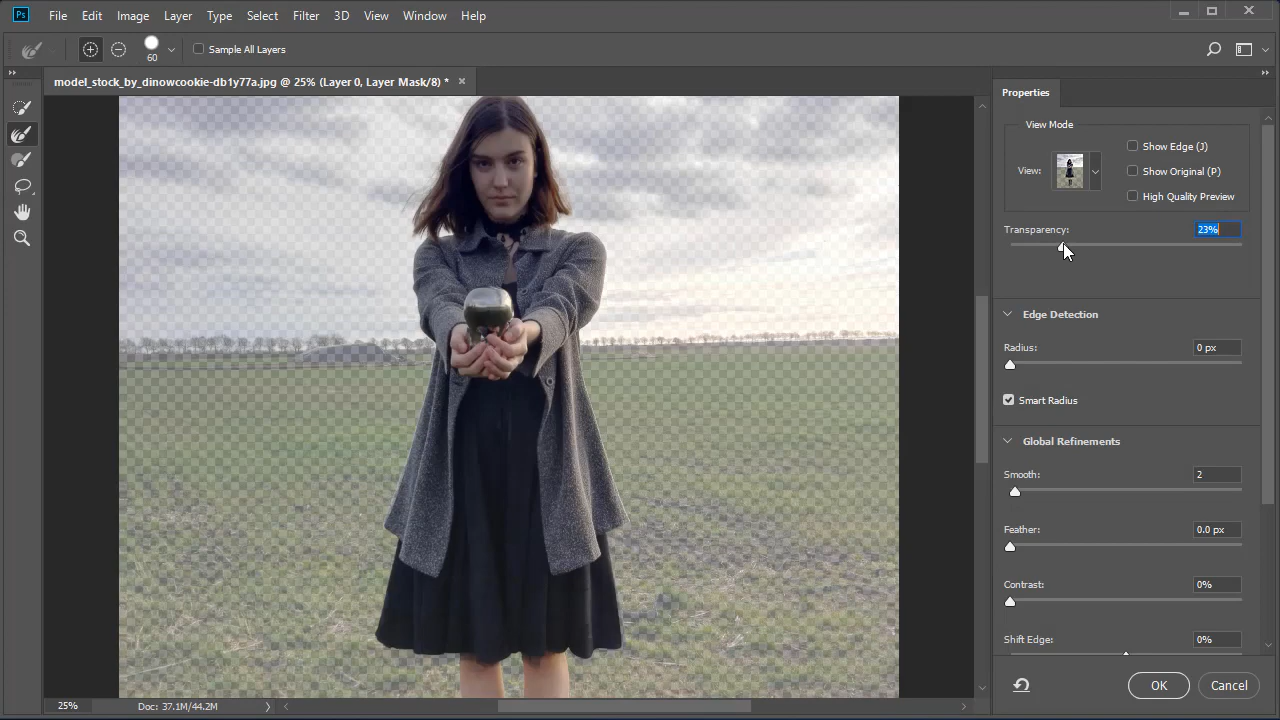 Ps File Edit Image Layer Type Select Filter 3D View Window Help
60 Sample All Layers
model_stock_by_dinowcookie-db1y77a.jpg @ 25% (Layer 0, Layer Mask/8) *
Properties
View Mode
Show Edge (J)
View:
Show Original (P)
High Quality Preview
Transparency: 23%
Edge Detection
Radius: 0 px
Smart Radius
Global Refinements
Smooth: 2
Feather: 0.0 px
Contrast: 0%
Shift Edge: 0%
OK Cancel
25% Doc: 37.1M/44.2M